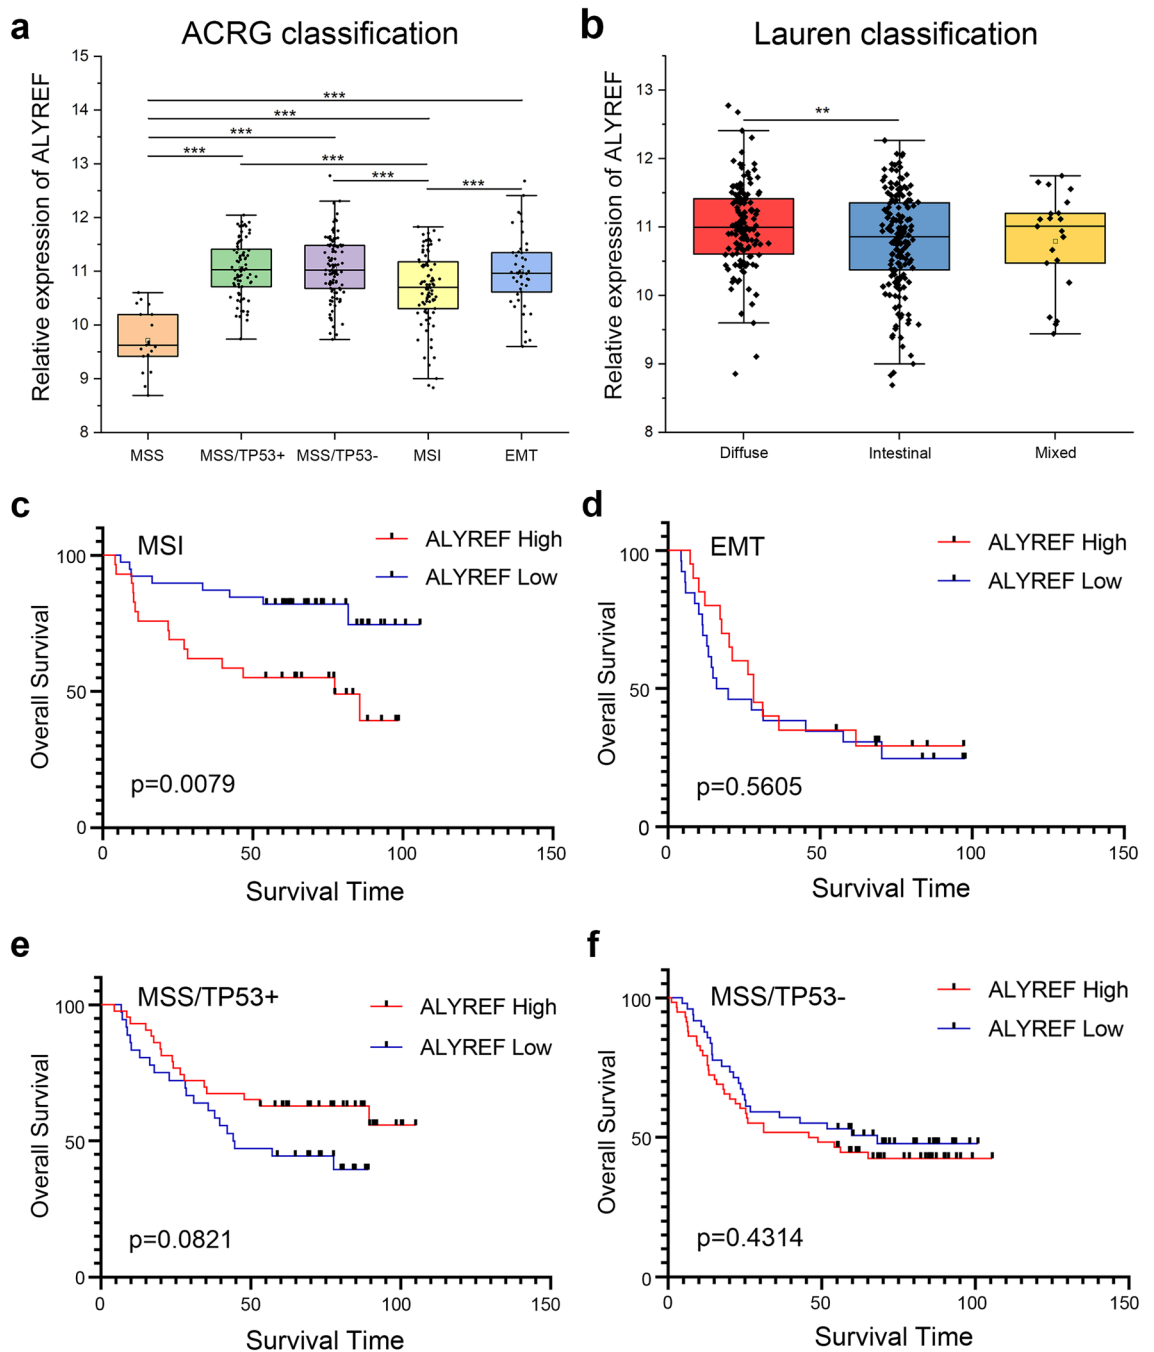 a
ACRG classification
Relative expression of ALYREF
15
14
13
12
11
10
9
8
***
***
***
***
***
***
***
MSS
MSS/TP53+
MSS/TP53-
MSI
EMT
b
Lauren classification
Relative expression of ALYREF
13
12
11
10
9
8
**
Diffuse
Intestinal
Mixed
c
MSI
ALYREF High
ALYREF Low
Overall Survival
100
50
0
p=0.0079
0
50
100
150
Survival Time
d
EMT
ALYREF High
ALYREF Low
Overall Survival
100
50
0
p=0.5605
0
50
100
150
Survival Time
e
MSS/TP53+
ALYREF High
ALYREF Low
Overall Survival
100
50
0
p=0.0821
0
50
100
150
Survival Time
f
MSS/TP53-
ALYREF High
ALYREF Low
Overall Survival
100
50
0
p=0.4314
0
50
100
150
Survival Time